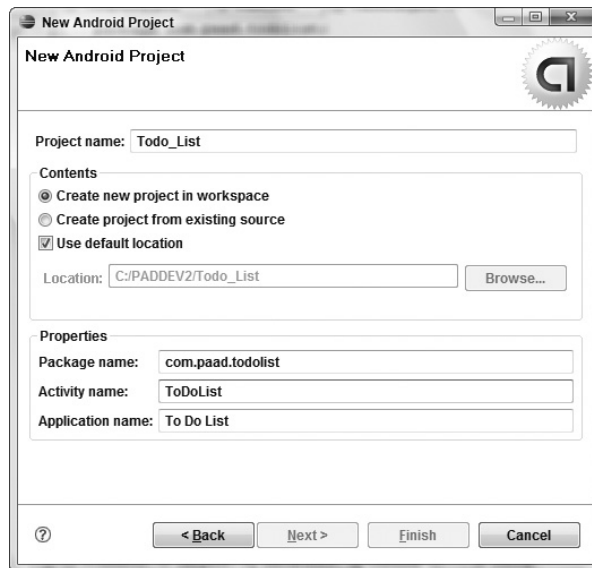 New Android Project
New Android Project
Project name: Todo_List
Contents
Create new project in workspace
Create project from existing source
Use default location
Location: C:/PADDEV2/Todo_List Browse...
Properties
Package name: com.paad.todolist
Activity name: ToDoList
Application name: To Do List
? < Back Next > Finish Cancel